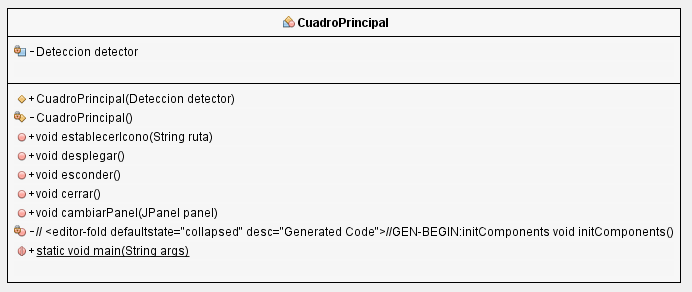 CuadroPrincipal
- Deteccion detector
+ CuadroPrincipal(Deteccion detector)
- CuadroPrincipal()
+ void establecerIcono(String ruta)
+ void desplegar()
+ void esconder()
+ void cerrar()
+ void cambiarPanel(JPanel panel)
- // <editor-fold defaultstate="collapsed" desc="Generated Code">//GEN-BEGIN:initComponents void initComponents()
+ static void main(String args)